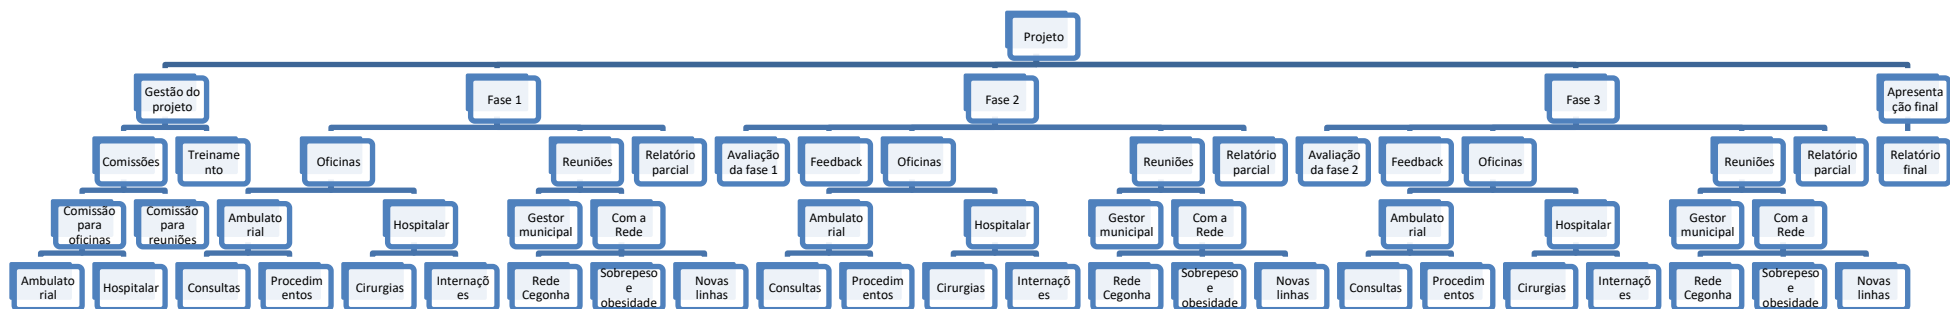 Projeto
Gestão do
projeto
Fase 1
Fase 2
Fase 3
Apresenta
ção final
Comissões
Treiname
nto
Oficinas
Reuniões
Relatório
parcial
Avaliação
da fase 1
Feedback
Oficinas
Reuniões
Relatório
parcial
Avaliação
da fase 2
Feedback
Oficinas
Reuniões
Relatório
parcial
Relatório
final
Comissão
para
oficinas
Comissão
para
reuniões
Ambulato
rial
Hospitalar
Gestor
municipal
Com a
Rede
Ambulato
rial
Hospitalar
Gestor
municipal
Com a
Rede
Ambulato
rial
Hospitalar
Gestor
municipal
Com a
Rede
Ambulato
rial
Hospitalar
Consultas
Procedim
entos
Cirurgias
Internaçõ
es
Rede
Cegonha
Sobrepeso
e
obesidade
Novas
linhas
Consultas
Procedim
entos
Cirurgias
Internaçõ
es
Rede
Cegonha
Sobrepeso
e
obesidade
Novas
linhas
Consultas
Procedim
entos
Cirurgias
Internaçõ
es
Rede
Cegonha
Sobrepeso
e
obesidade
Novas
linhas